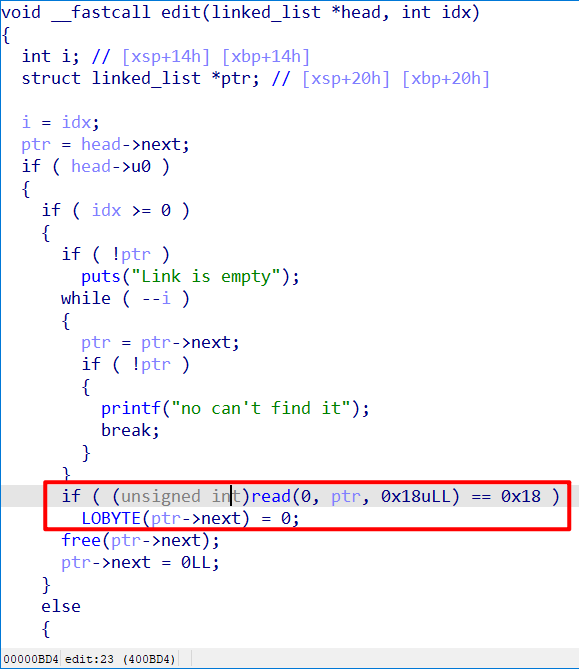 void __fastcall edit(linked_list *head, int idx)
{
  int i; // [xsp+14h] [xbp+14h]
  struct linked_list *ptr; // [xsp+20h] [xbp+20h]

  i = idx;
  ptr = head->next;
  if ( head->u0 )
  {
    if ( idx >= 0 )
    {
      if ( !ptr )
        puts("Link is empty");
      while ( --i )
      {
        ptr = ptr->next;
        if ( !ptr )
        {
          printf("no can't find it");
          break;
        }
      }
      if ( (unsigned int)read(0, ptr, 0x18uLL) == 0x18 )
        LOBYTE(ptr->next) = 0;
      free(ptr->next);
      ptr->next = 0LL;
    }
    else
    {
00000BD4 edit:23 (400BD4)